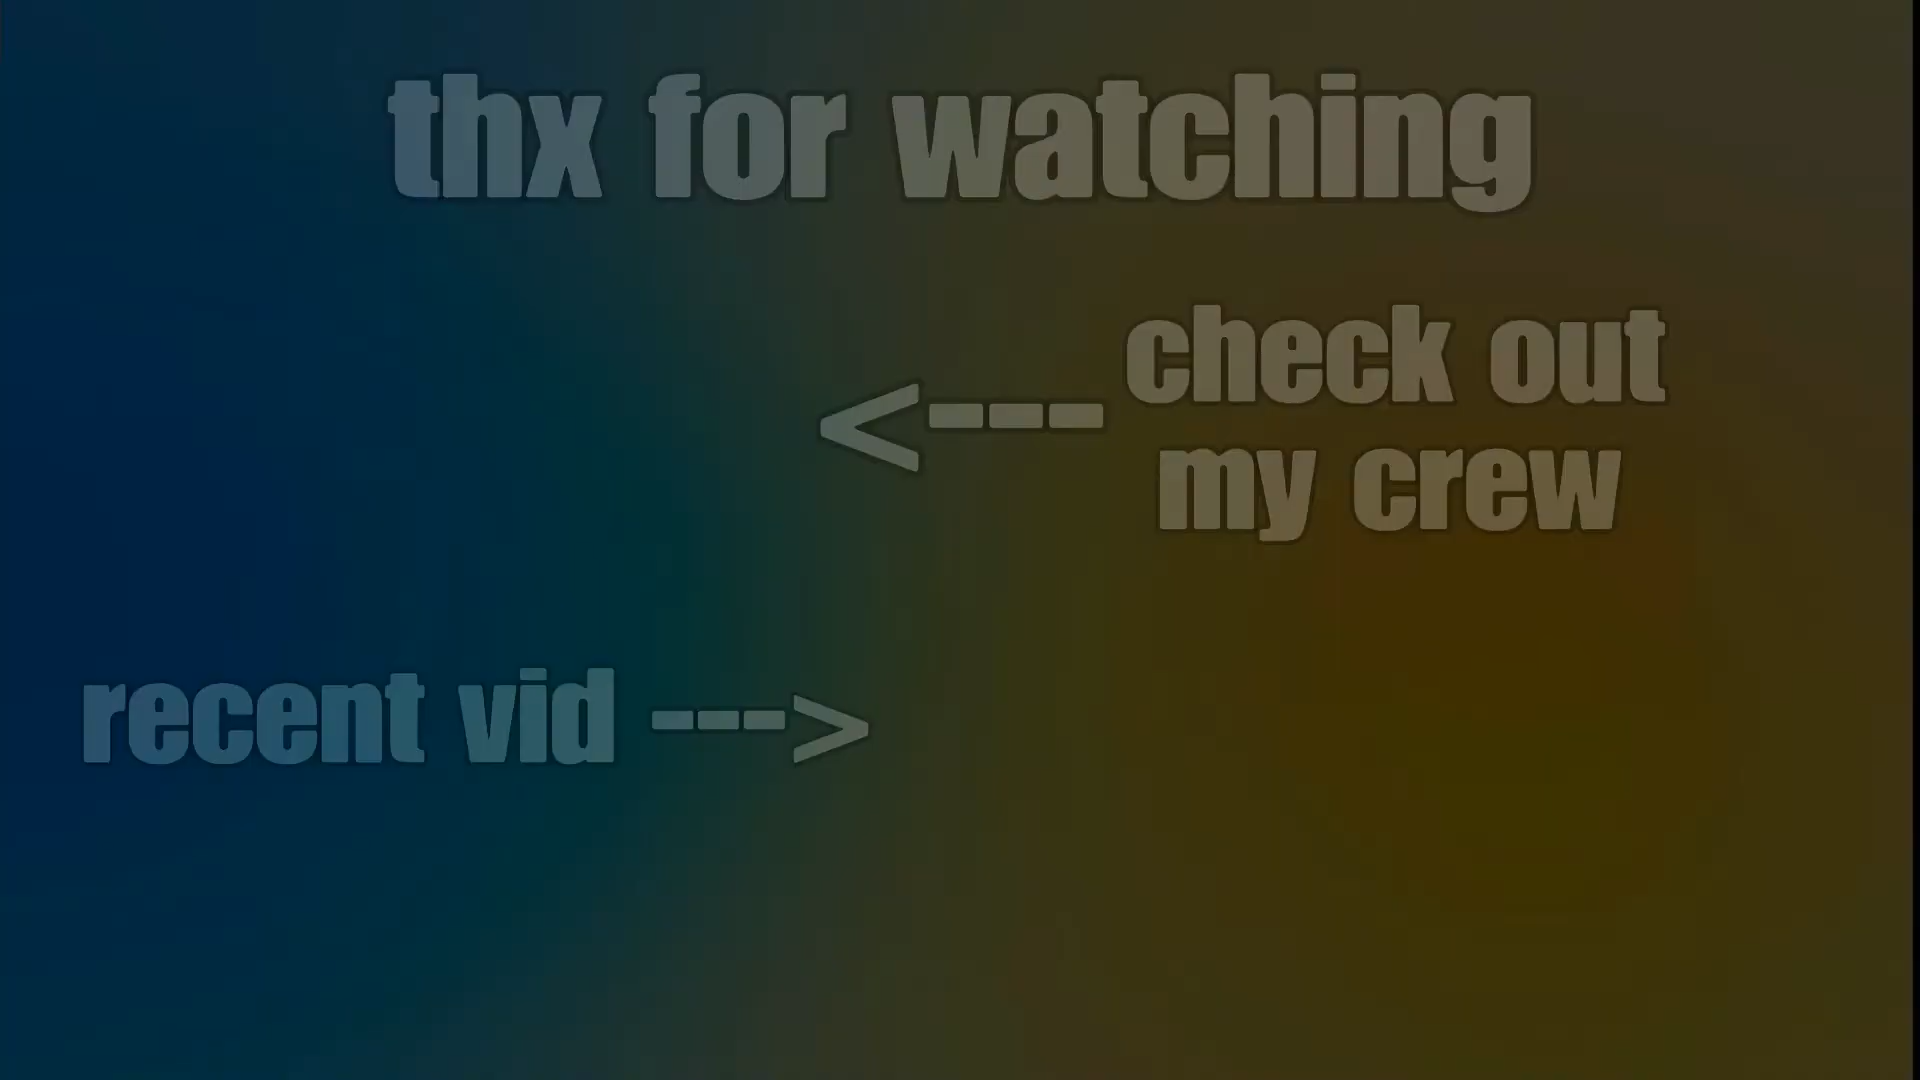 thx for watching
check out
<---
my crew
recent vid --->